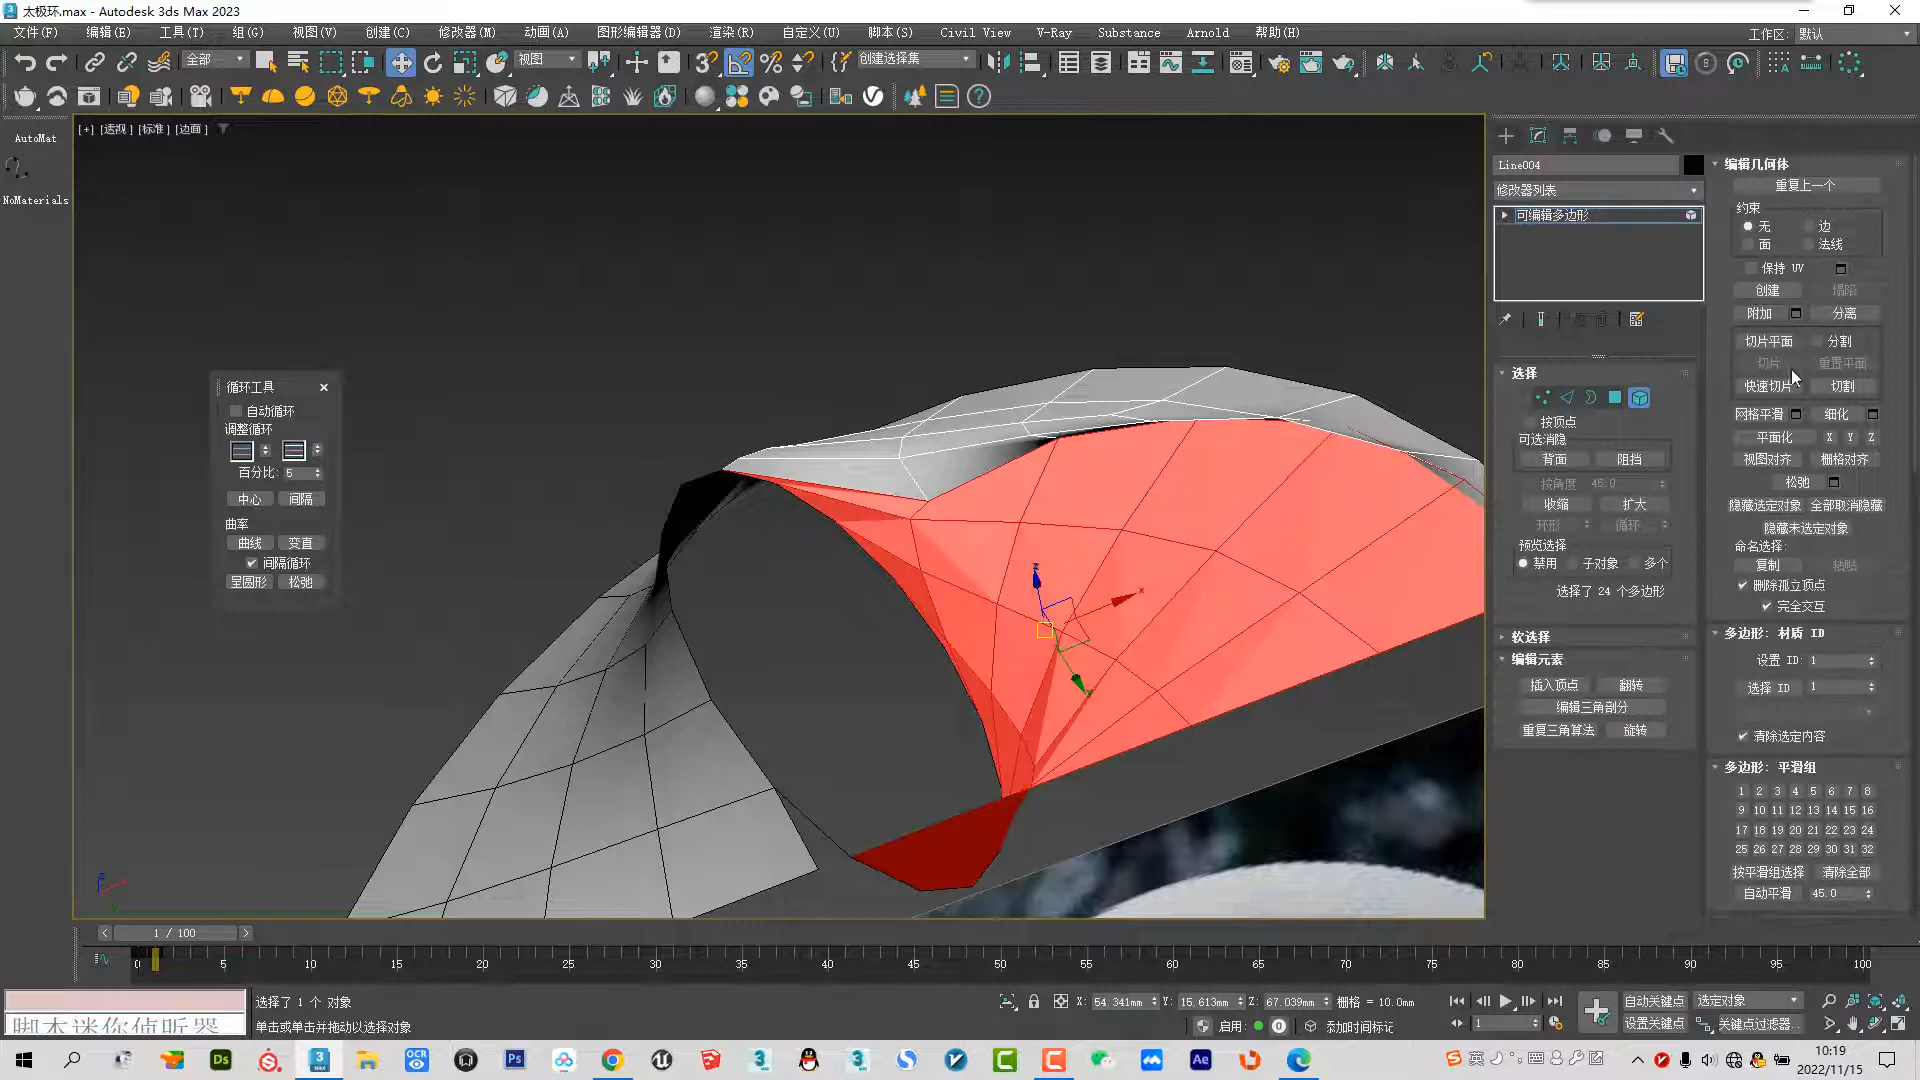 太极环.max - Autodesk 3ds Max 2023
文件(F) 编辑(E) 工具(T) 组(G) 视图(V) 创建(C) 修改器(M) 动画(A) 图形编辑器(D) 渲染(R) 自定义(U) 脚本(S) Civil View V-Ray Substance Arnold 帮助(H) 工作区: 默认
全部 视图 创建选择集
AutoMat
NoMaterials
[+] [透视] [标准] [边面]
循环工具
自动循环
调整循环
百分比: 5
中心 间隔
曲率
曲线 变直
间隔循环
呈圆形 松弛
Line004
修改器列表
可编辑多边形
选择
按顶点
可选消隐
背面 阻挡
按角度 45.0
收缩 扩大
环形 循环
预览选择
禁用 子对象 多个
选择了 24 个多边形
软选择
编辑元素
插入顶点 翻转
编辑三角剖分
重复三角算法 旋转
编辑几何体
重复上一个
约束
无 边
面 法线
保持 UV
创建 塌陷
附加 分离
切片平面 分割
切片 重置平面
快速切片 切割
网格平滑 细化
平面化 X Y Z
视图对齐 栅格对齐
松弛
隐藏选定对象 全部取消隐藏
隐藏未选定对象
命名选择:
复制 粘贴
删除孤立顶点
完全交互
多边形: 材质 ID
设置 ID: 1
选择 ID 1
清除选定内容
多边形: 平滑组
1 2 3 4 5 6 7 8
9 10 11 12 13 14 15 16
17 18 19 20 21 22 23 24
25 26 27 28 29 30 31 32
按平滑组选择 清除全部
自动平滑 45.0
1 / 100
0 5 10 15 20 25 30 35 40 45 50 55 60 65 70 75 80 85 90 95 100
选择了 1 个 对象
X: 54.341mm Y: 15.613mm Z: 67.039mm 栅格 = 10.0mm
自动关键点 选定对象
脚本迷你侦听器
单击或单击并拖动以选择对象
启用: 0 添加时间标记
1
设置关键点 关键点过滤器...
英
10:19
2022/11/15